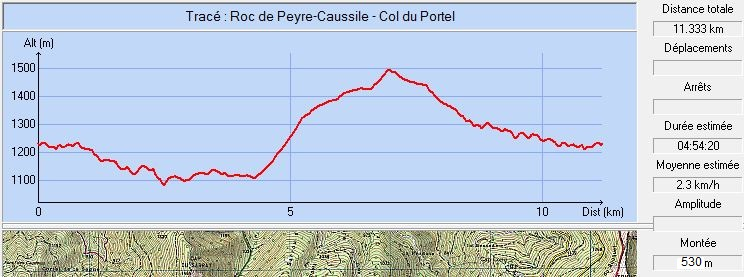 Tracé : Roc de Peyre-Caussile - Col du Portel
Alt (m)
1500
1400
1300
1200
1100
0
5
10
Dist (km)
Distance totale
11.333 km
Déplacements
Arrêts
Durée estimée
04:54:20
Moyenne estimée
2.3 km/h
Amplitude
Montée
530 m